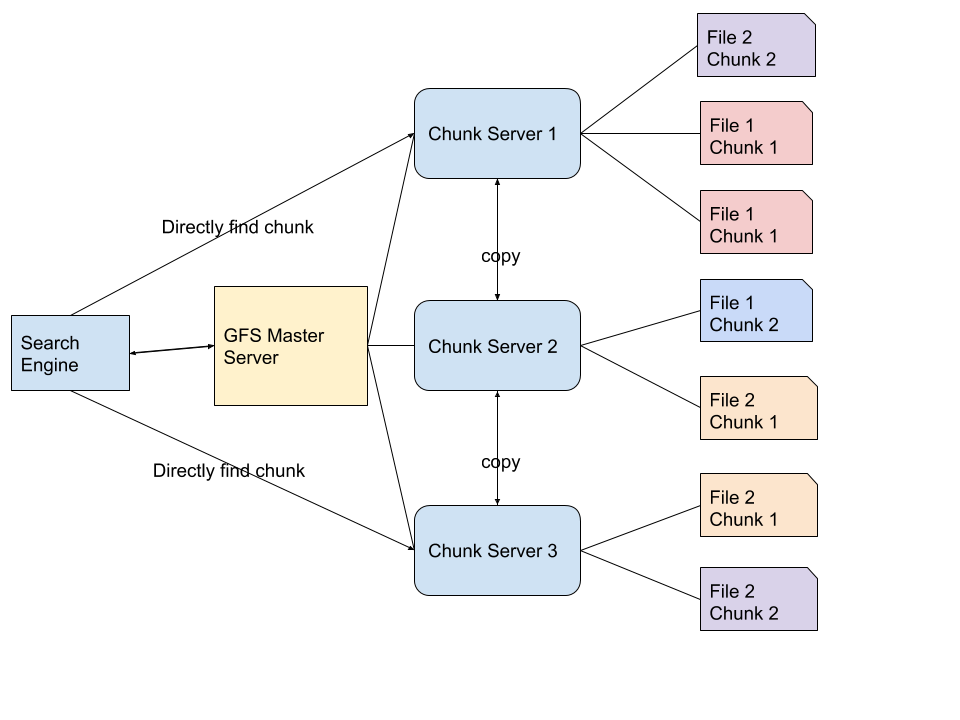 File 2
Chunk 2
Chunk Server 1
File 1
Chunk 1
File 1
Chunk 1
Directly find chunk
copy
File 1
Chunk 2
Search
Engine
GFS Master
Server
Chunk Server 2
File 2
Chunk 1
Directly find chunk
copy
File 2
Chunk 1
Chunk Server 3
File 2
Chunk 2